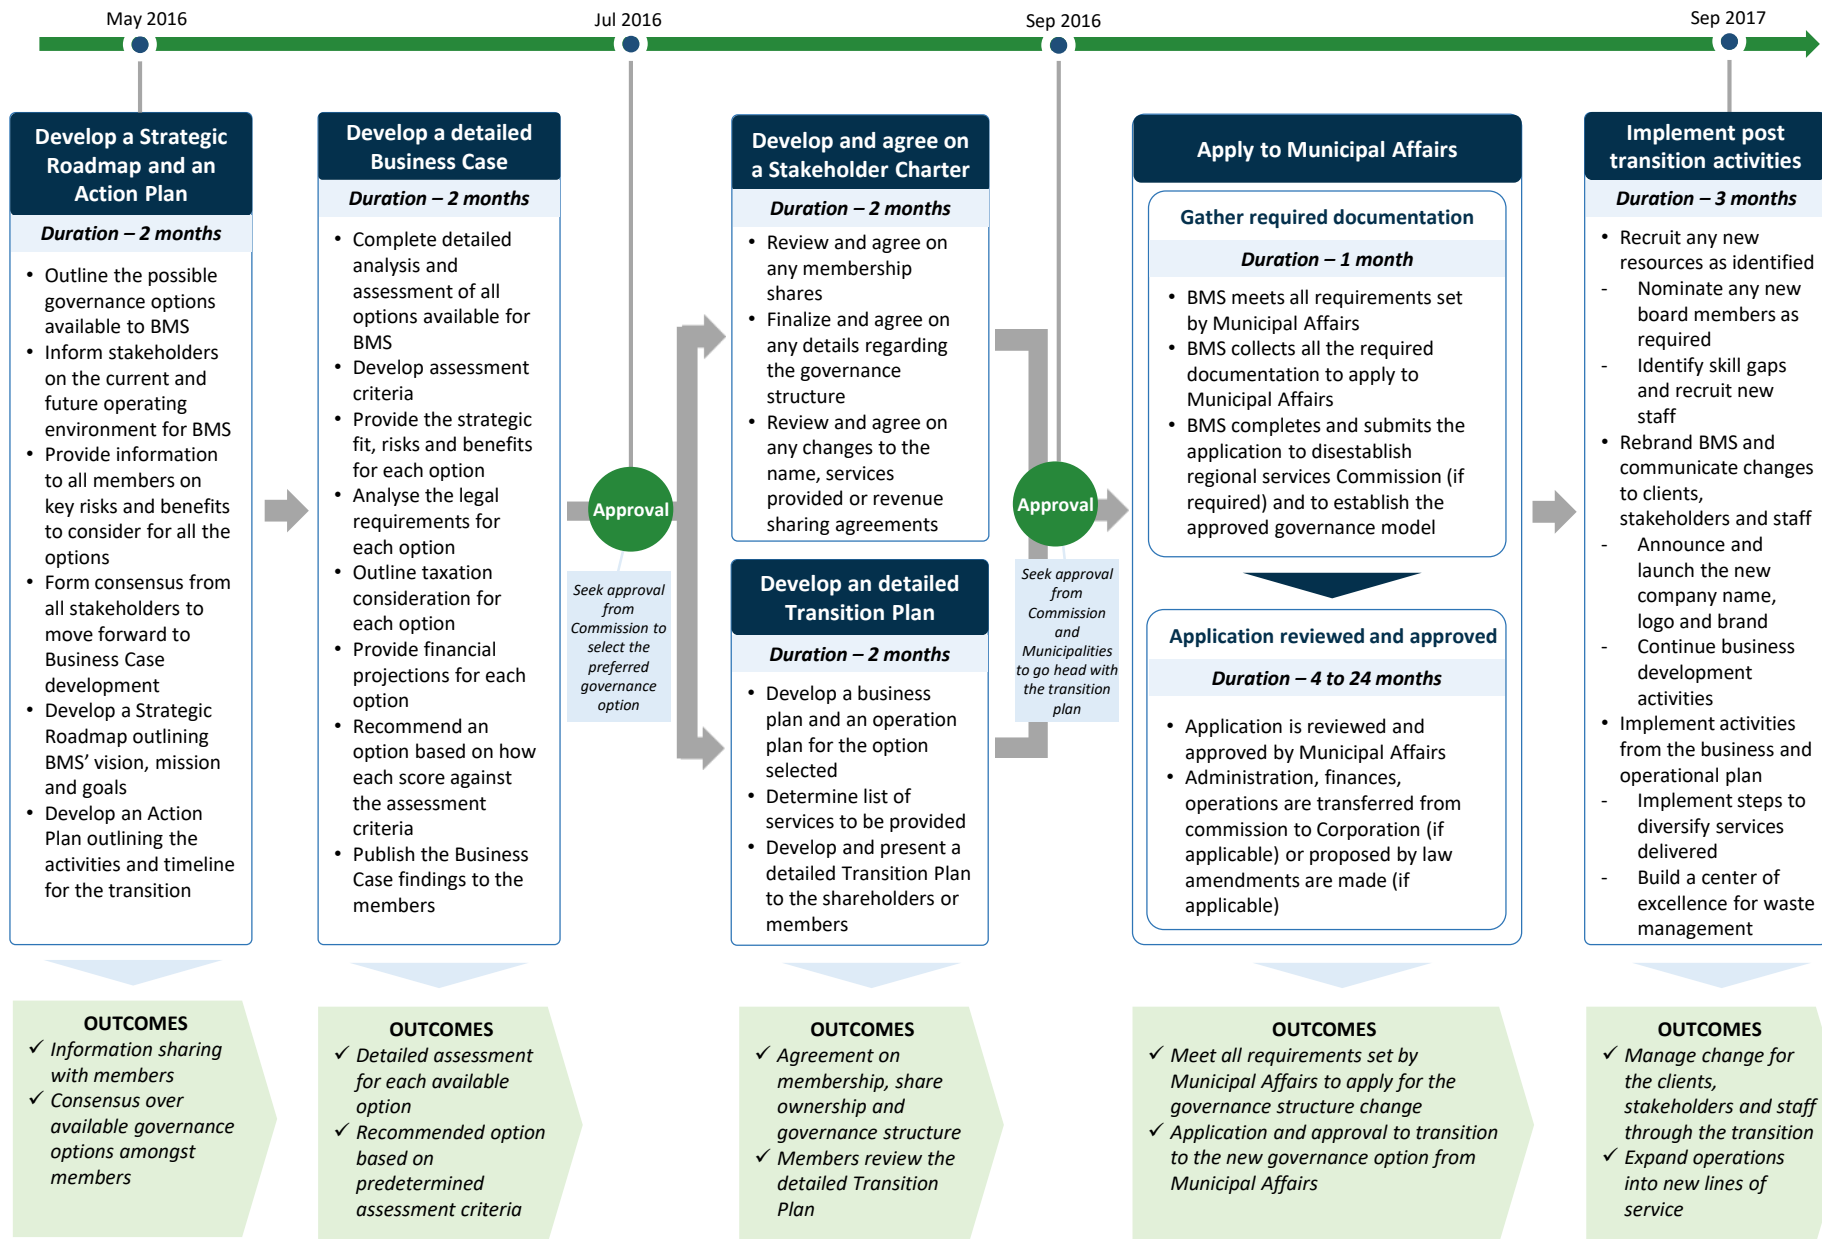 May 2016
Jul 2016
Sep 2016
Sep 2017
Develop a Strategic
Roadmap and an
Action Plan
Duration – 2 months
• Outline the possible
governance options
available to BMS
• Inform stakeholders
on the current and
future operating
environment for BMS
• Provide information
to all members on
key risks and benefits
to consider for all the
options
• Form consensus from
all stakeholders to
move forward to
Business Case
development
• Develop a Strategic
Roadmap outlining
BMS’ vision, mission
and goals
• Develop an Action
Plan outlining the
activities and timeline
for the transition
OUTCOMES
✓ Information sharing
with members
✓ Consensus over
available governance
options amongst
members
Develop a detailed
Business Case
Duration – 2 months
• Complete detailed
analysis and
assessment of all
options available for
BMS
• Develop assessment
criteria
• Provide the strategic
fit, risks and benefits
for each option
• Analyse the legal
requirements for
each option
• Outline taxation
consideration for
each option
• Provide financial
projections for each
option
• Recommend an
option based on how
each score against
the assessment
criteria
• Publish the Business
Case findings to the
members
OUTCOMES
✓ Detailed assessment
for each available
option
✓ Recommended option
based on
predetermined
assessment criteria
Approval
Seek approval
from
Commission to
select the
preferred
governance
option
Develop and agree on
a Stakeholder Charter
Duration – 2 months
• Review and agree on
any membership
shares
• Finalize and agree on
any details regarding
the governance
structure
• Review and agree on
any changes to the
name, services
provided or revenue
sharing agreements
Develop an detailed
Transition Plan
Duration – 2 months
• Develop a business
plan and an operation
plan for the option
selected
• Determine list of
services to be provided
• Develop and present a
detailed Transition Plan
to the shareholders or
members
OUTCOMES
✓ Agreement on
membership, share
ownership and
governance structure
✓ Members review the
detailed Transition
Plan
Approval
Seek approval
from
Commission
and
Municipalities
to go head with
the transition
plan
Apply to Municipal Affairs
Gather required documentation
Duration – 1 month
• BMS meets all requirements set
by Municipal Affairs
• BMS collects all the required
documentation to apply to
Municipal Affairs
• BMS completes and submits the
application to disestablish
regional services Commission (if
required) and to establish the
approved governance model
Application reviewed and approved
Duration – 4 to 24 months
• Application is reviewed and
approved by Municipal Affairs
• Administration, finances,
operations are transferred from
commission to Corporation (if
applicable) or proposed by law
amendments are made (if
applicable)
OUTCOMES
✓ Meet all requirements set by
Municipal Affairs to apply for the
governance structure change
✓ Application and approval to transition
to the new governance option from
Municipal Affairs
Implement post
transition activities
Duration – 3 months
• Recruit any new
resources as identified
- Nominate any new
board members as
required
- Identify skill gaps
and recruit new
staff
• Rebrand BMS and
communicate changes
to clients,
stakeholders and staff
- Announce and
launch the new
company name,
logo and brand
- Continue business
development
activities
• Implement activities
from the business and
operational plan
- Implement steps to
diversify services
delivered
- Build a center of
excellence for waste
management
OUTCOMES
✓ Manage change for
the clients,
stakeholders and staff
through the transition
✓ Expand operations
into new lines of
service